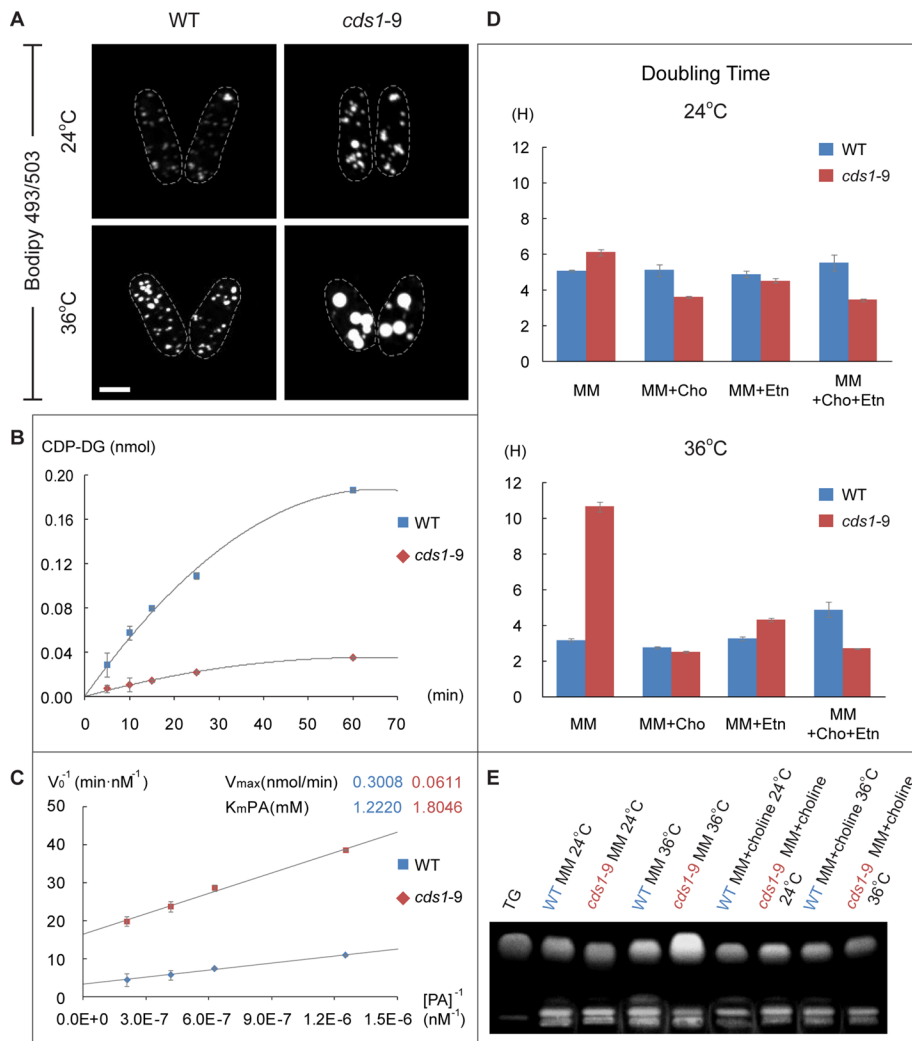 A
WT
cds1-9
Bodipy 493/503
24°C
36°C
B
CDP-DG (nmol)
0.20
0.16
0.12
0.08
0.04
0.00
0 10 20 30 40 50 60 70
(min)
WT
cds1-9
C
V0-1 (min·nM-1)
Vmax(nmol/min) 0.3008 0.0611
KmPA(mM) 1.2220 1.8046
50
40
30
20
10
0
0.0E+0 3.0E-7 6.0E-7 9.0E-7 1.2E-6 1.5E-6
[PA]-1
(nM-1)
WT
cds1-9
D
Doubling Time
24°C
(H)
12
10
8
6
4
2
0
WT
cds1-9
MM MM+Cho MM+Etn MM
+Cho+Etn
36°C
(H)
12
10
8
6
4
2
0
WT
cds1-9
MM MM+Cho MM+Etn MM
+Cho+Etn
E
TG
WT MM 24°C
cds1-9 MM 24°C
WT MM 36°C
cds1-9 MM 36°C
WT MM+choline 24°C
cds1-9 MM+choline
24°C
WT MM+choline 36°C
cds1-9 MM+choline
36°C